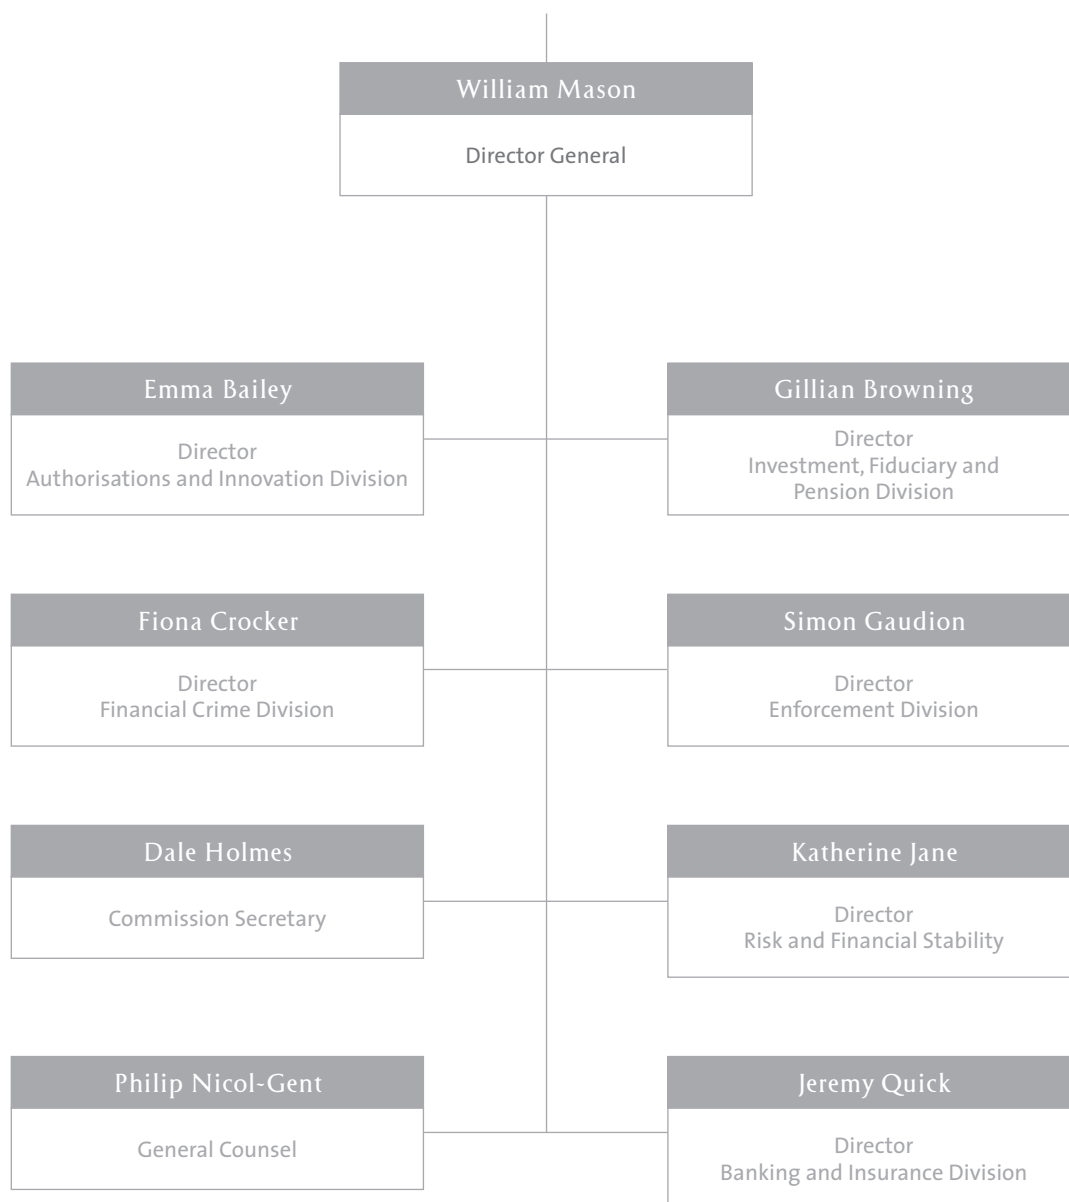 William Mason
Director General
Emma Bailey
Director
Authorisations and Innovation Division
Gillian Browning
Director
Investment, Fiduciary and
Pension Division
Fiona Crocker
Director
Financial Crime Division
Simon Gaudion
Director
Enforcement Division
Dale Holmes
Commission Secretary
Katherine Jane
Director
Risk and Financial Stability
Philip Nicol-Gent
General Counsel
Jeremy Quick
Director
Banking and Insurance Division